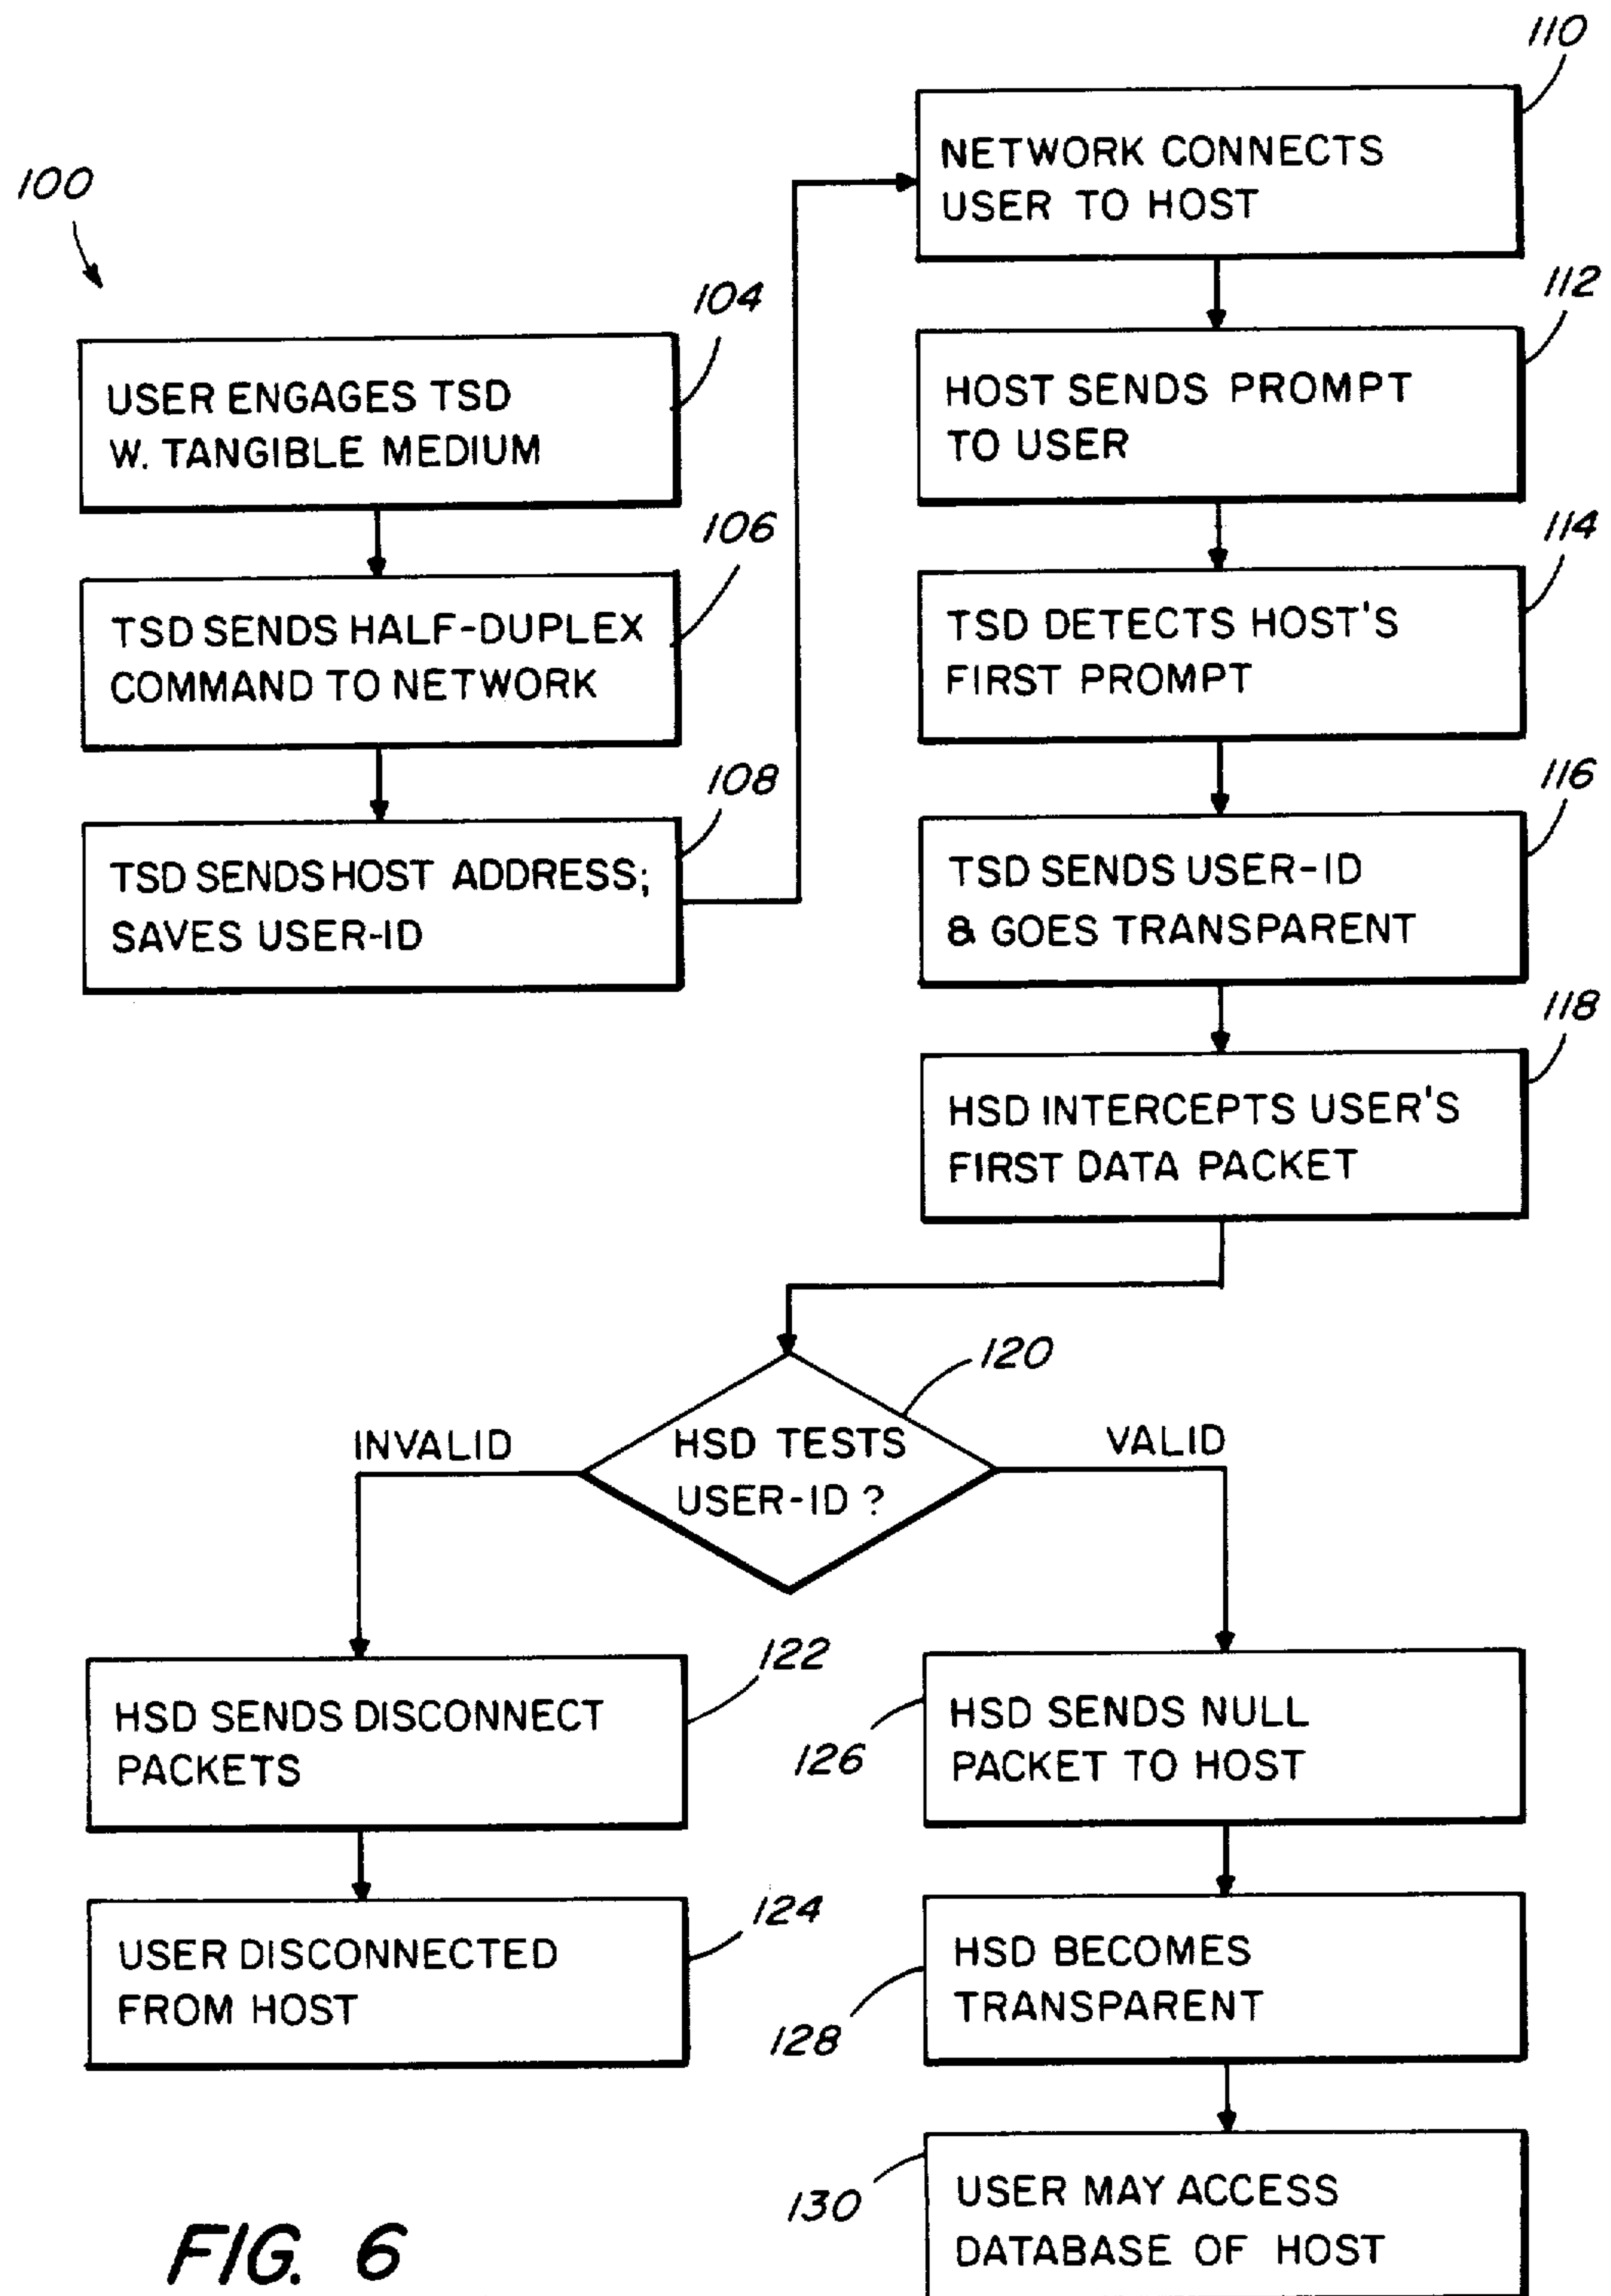 100
104
USER ENGAGES TSD
W. TANGIBLE MEDIUM
106
TSD SENDS HALF-DUPLEX
COMMAND TO NETWORK
108
TSD SENDS HOST ADDRESS;
SAVES USER-ID
110
NETWORK CONNECTS
USER TO HOST
112
HOST SENDS PROMPT
TO USER
114
TSD DETECTS HOST'S
FIRST PROMPT
116
TSD SENDS USER-ID
& GOES TRANSPARENT
118
HSD INTERCEPTS USER'S
FIRST DATA PACKET
120
HSD TESTS
USER-ID ?
INVALID
VALID
122
HSD SENDS DISCONNECT
PACKETS
124
USER DISCONNECTED
FROM HOST
126
HSD SENDS NULL
PACKET TO HOST
128
HSD BECOMES
TRANSPARENT
130
USER MAY ACCESS
DATABASE OF HOST
FIG. 6